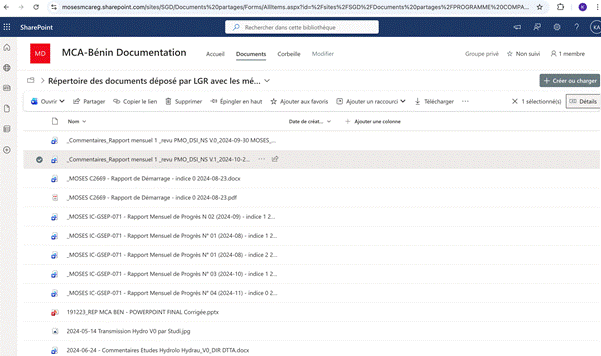 mosesmcareg.sharepoint.com/sites/SGD/Documents%20partages/Forms/AllItems.aspx?id=%2Fsites%2FSGD%2FDocuments%20partages%2FPROGRAMME%20COMPA...
K
SharePoint
Rechercher dans cette bibliothèque
KA
MO
MCA-Bénin Documentation
Accueil
Documents
Corbeille
Modifier
Groupe privé
Non suivi
1 membre
Répertoire des documents déposé par LGR avec les mé...
+ Créer ou charger
Ouvrir
Partager
Copier le lien
Supprimer
Épingler en haut
Ajouter aux favoris
Ajouter un raccourci
Télécharger
...
1 sélectionné(s)
Détails
Nom
Date de créat...
+ Ajouter une colonne
_Commentaires_Rapport mensuel 1 _revu PMO_DSI_NS V.0_2024-09-30 MOSES_...
_Commentaires_Rapport mensuel 1 _revu PMO_DSI_NS V.1_2024-10-2...
_MOSES C2669 - Rapport de Démarrage - indice 0 2024-08-23.docx
_MOSES C2669 - Rapport de Démarrage - indice 0 2024-08-23.pdf
_MOSES IC-GSEP-071 - Rapport Mensuel de Progrès N 02 (2024-09) - indice 1 2...
_MOSES IC-GSEP-071 - Rapport Mensuel de Progrès N° 01 (2024-08) - indice 1 2...
_MOSES IC-GSEP-071 - Rapport Mensuel de Progrès N° 01 (2024-08) - indice 2 2...
_MOSES IC-GSEP-071 - Rapport Mensuel de Progrès N° 03 (2024-10) - indice 1 2...
_MOSES IC-GSEP-071 - Rapport Mensuel de Progrès N° 04 (2024-11) - indice 0 2...
191223_REP MCA BEN - POWERPOINT FINAL Corrigée.pptx
2024-05-14 Transmission Hydro V0 par Studi.jpg
2024-06-24 - Commentaires Etudes Hydrolo Hydrau_V0_DIR DTTA.docx